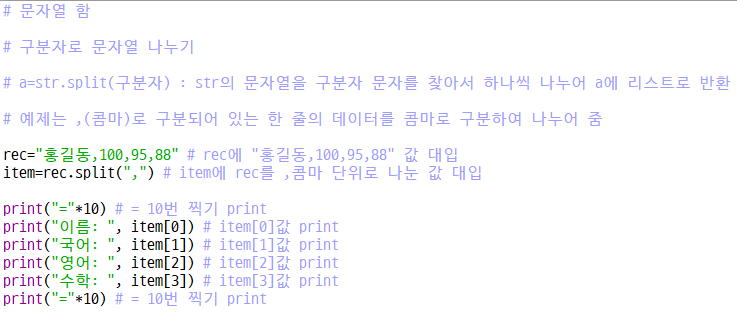 # 문자열 함
# 구분자로 문자열 나누기
# a=str.split(구분자) : str의 문자열을 구분자 문자를 찾아서 하나씩 나누어 a에 리스트로 반환
# 예제는 ,(콤마)로 구분되어 있는 한 줄의 데이터를 콤마로 구분하여 나누어 줌
rec="홍길동,100,95,88" # rec에 "홍길동,100,95,88" 값 대입
item=rec.split(",") # item에 rec를 ,콤마 단위로 나눈 값 대입
print("="*10) # = 10번 찍기 print
print("이름: ", item[0]) # item[0]값 print
print("국어: ", item[1]) # item[1]값 print
print("영어: ", item[2]) # item[2]값 print
print("수학: ", item[3]) # item[3]값 print
print("="*10) # = 10번 찍기 print